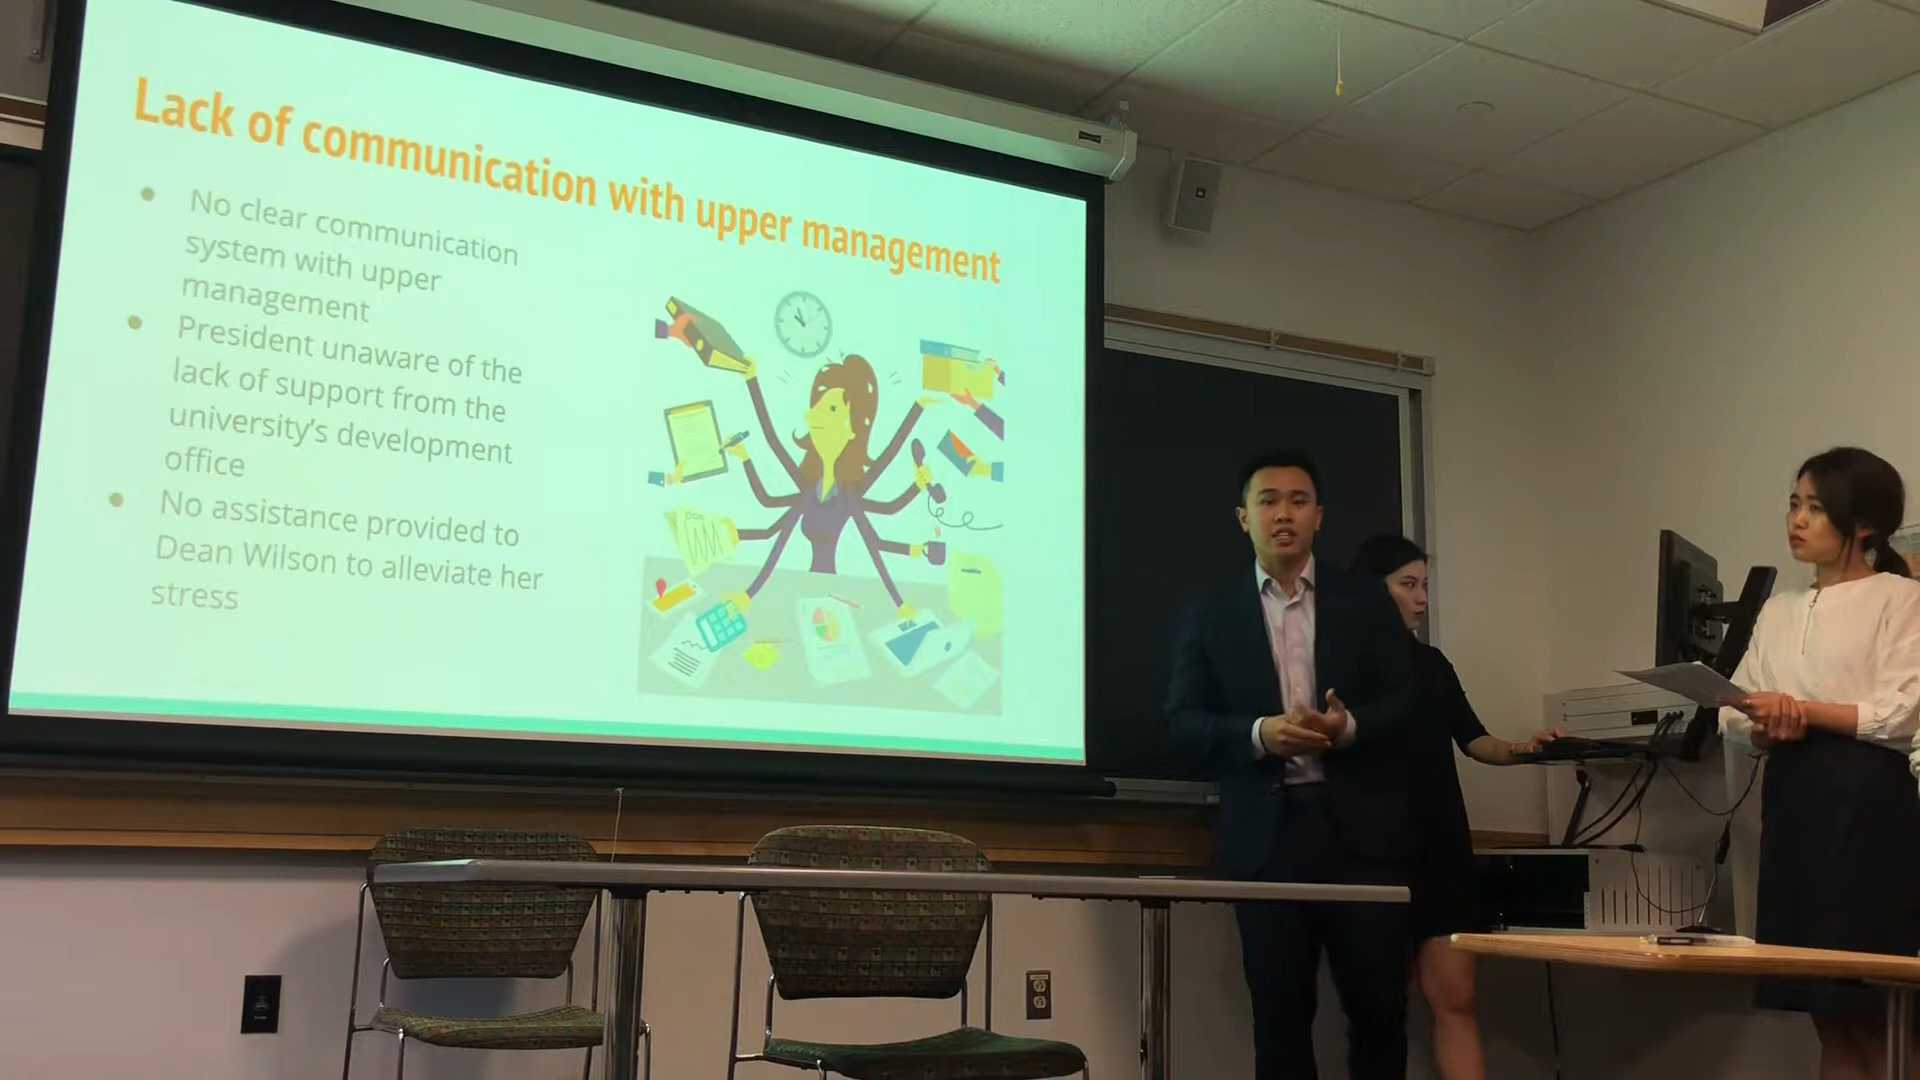 Lack of communication with upper management
No clear communication
system with upper
management
President unaware of the
lack of support from the
university's development
office
No assistance provided to
Dean Wilson to alleviate her
stress